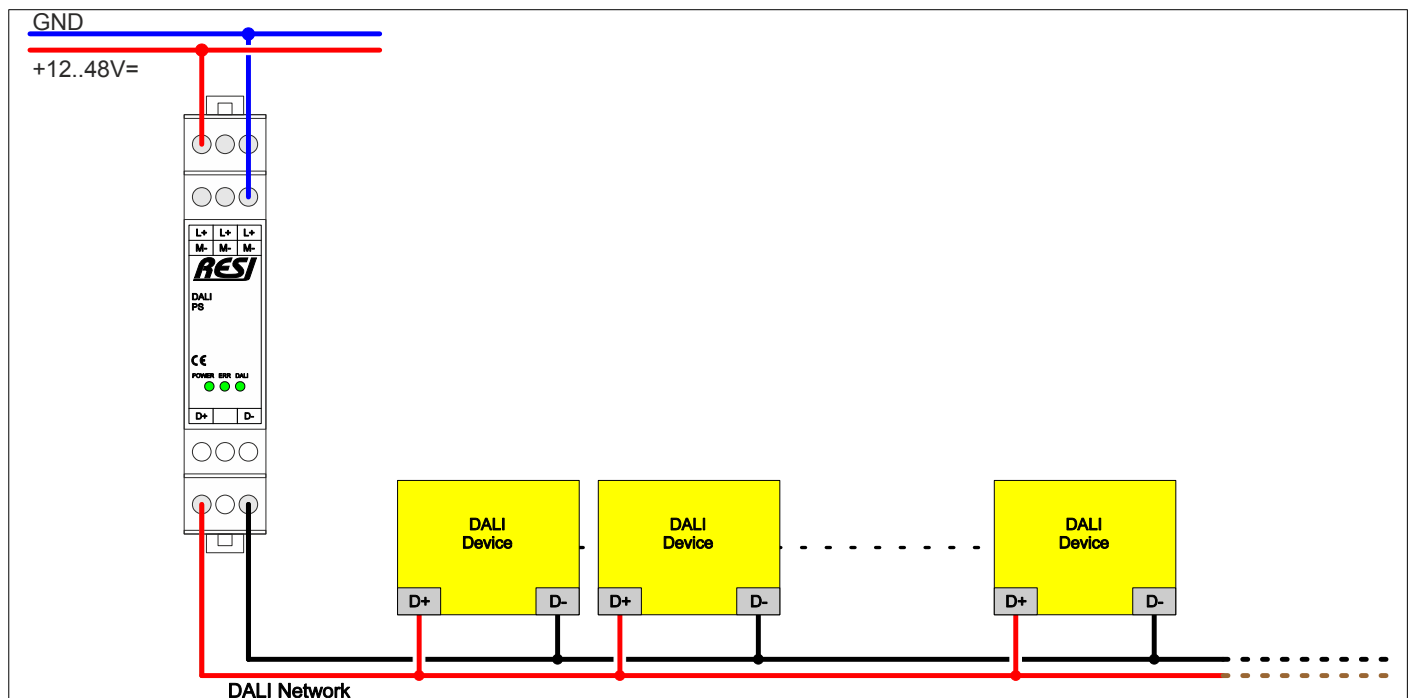 GND
+12..48V=
L+ L+ L+
M- M- M-
RESI
DALI
PS
CE
POWER ERR DALI
D+ D-
DALI
Device
DALI
Device
DALI
Device
D+ D- D+ D- D+ D-
DALI Network